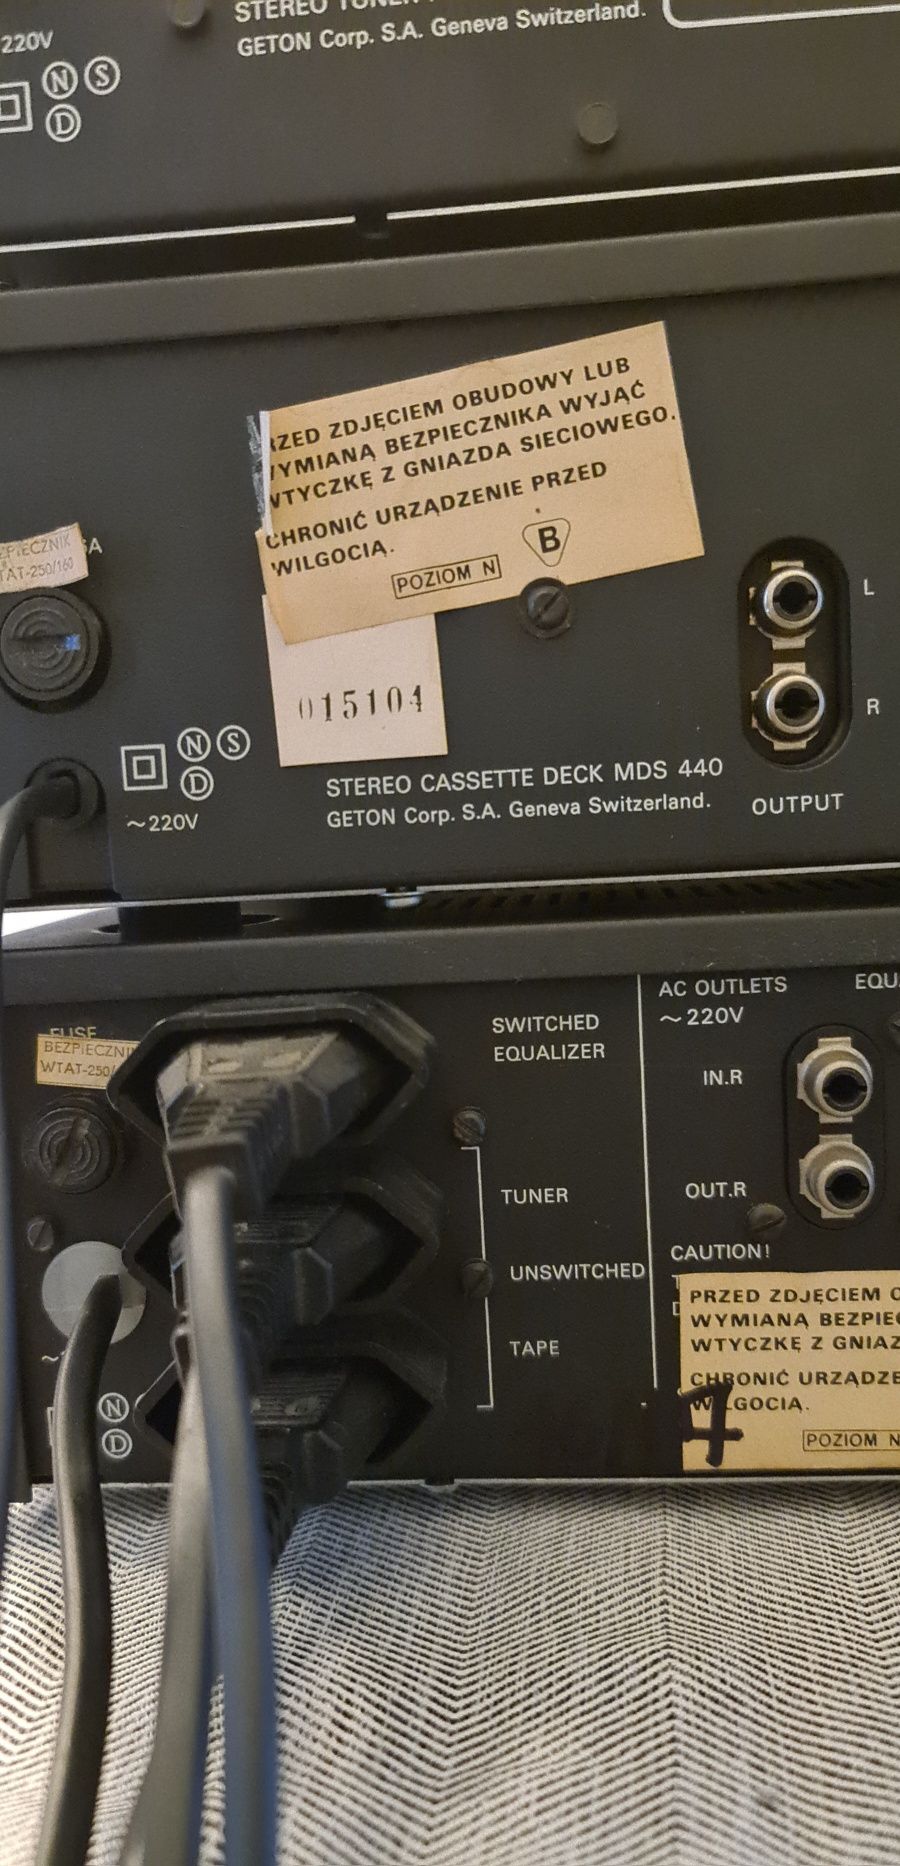 STEREO TUNER
GETON Corp. S.A. Geneva Switzerland.
220V
N S
D
ZED ZDJĘCIEM OBUDOWY LUB
YMIANĄ BEZPIECZNIKA WYJĄĆ
WTYCZKĘ Z GNIAZDA SIECIOWEGO.
CHRONIĆ URZĄDZENIE PRZED
WILGOCIĄ.
POZIOM N
B
ZPIECZNIK
TAT-250/160
L
R
OUTPUT
015104
N S
D
~220V
STEREO CASSETTE DECK MDS 440
GETON Corp. S.A. Geneva Switzerland.
FUSE
BEZPIECZNI
WTAT-250/
SWITCHED
EQUALIZER
TUNER
UNSWITCHED
TAPE
N
D
AC OUTLETS
~220V
EQU
IN.R
OUT.R
CAUTION!
PRZED ZDJĘCIEM O
WYMIANĄ BEZPIEC
WTYCZKĘ Z GNIAZ
CHRONIĆ URZĄDZE
WILGOCIĄ.
POZIOM N